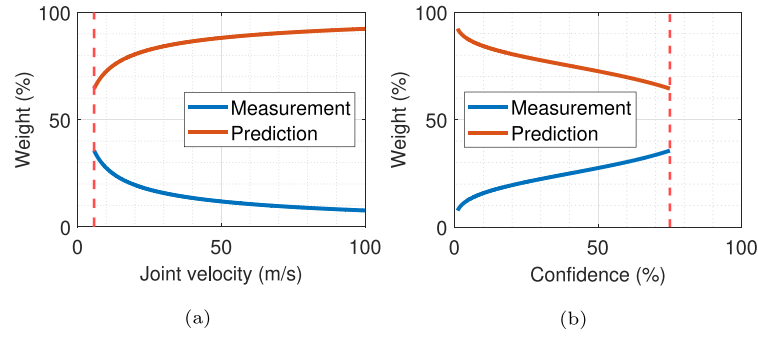 100
50
0
0
50
100
Weight (%)
Joint velocity (m/s)
Measurement
Prediction
(a)
100
50
0
0
50
100
Weight (%)
Confidence (%)
Measurement
Prediction
(b)